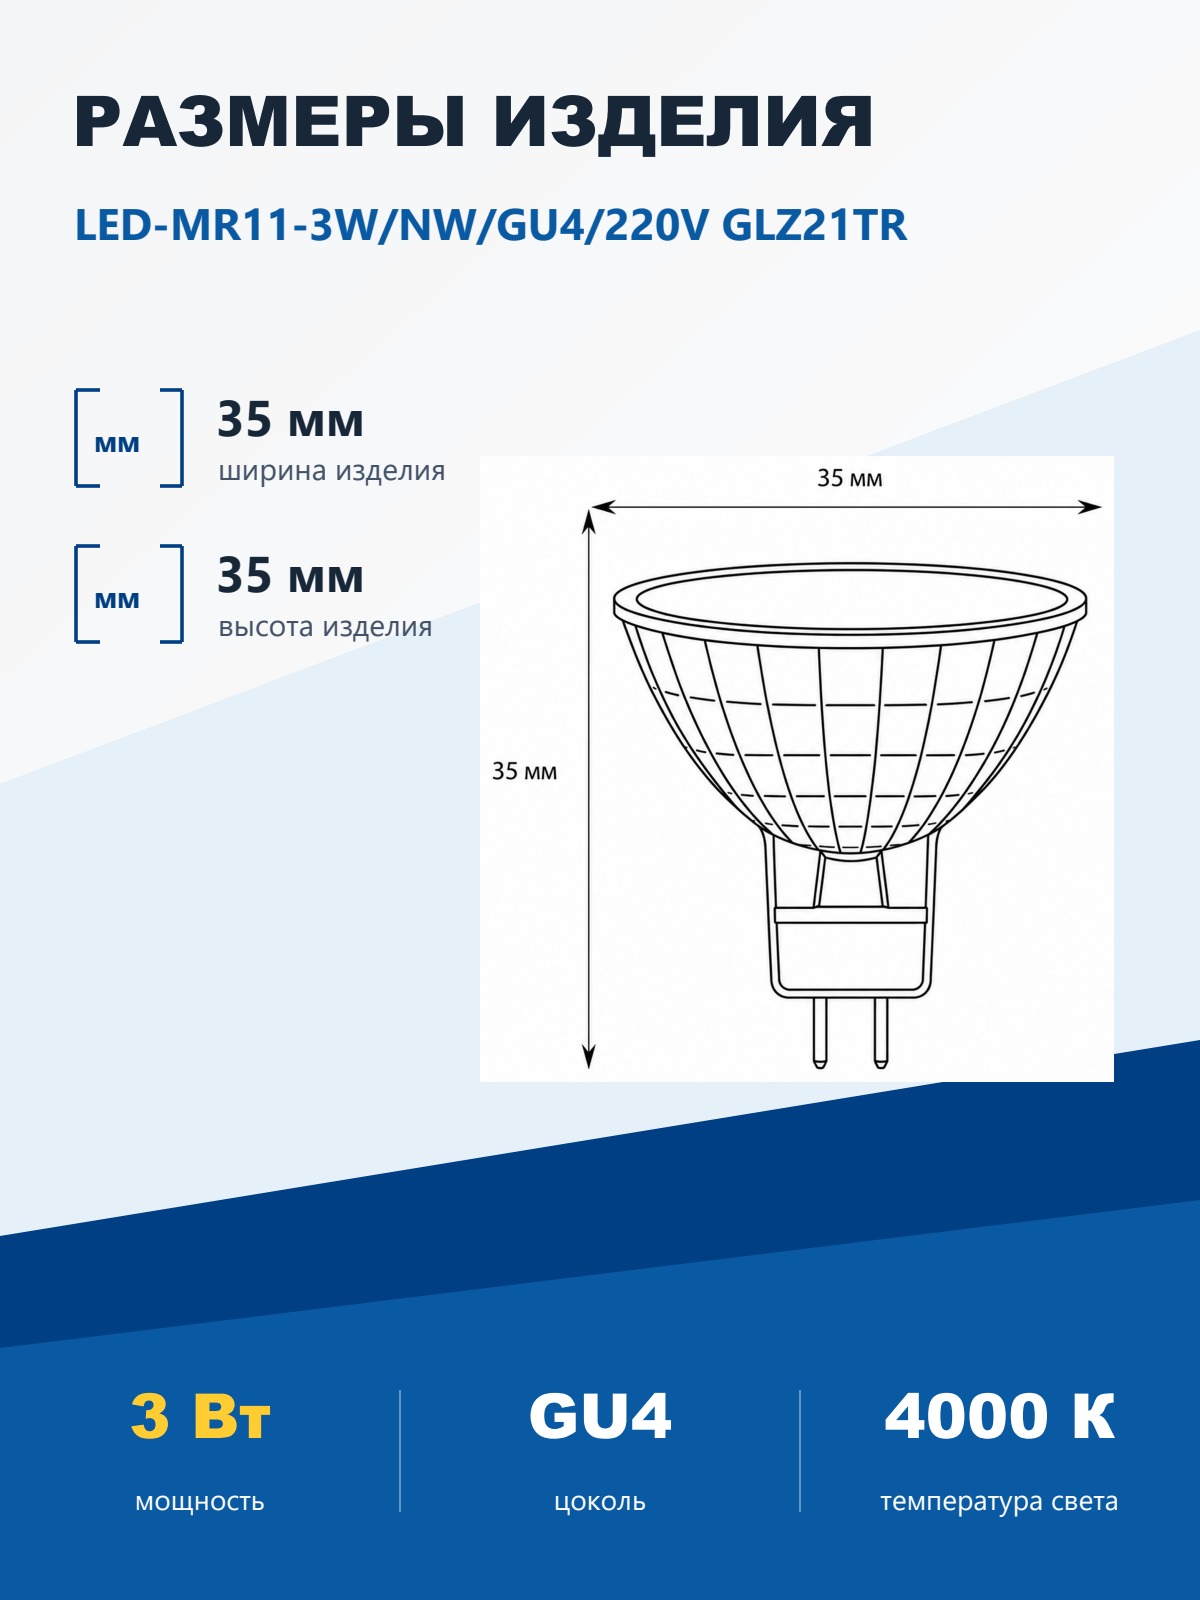 РАЗМЕРЫ ИЗДЕЛИЯ
LED-MR11-3W/NW/GU4/220V GLZ21TR
мм
35 мм
ширина изделия
мм
35 мм
высота изделия
35 мм
35 мм
3 Вт
мощность
GU4
цоколь
4000 К
температура света